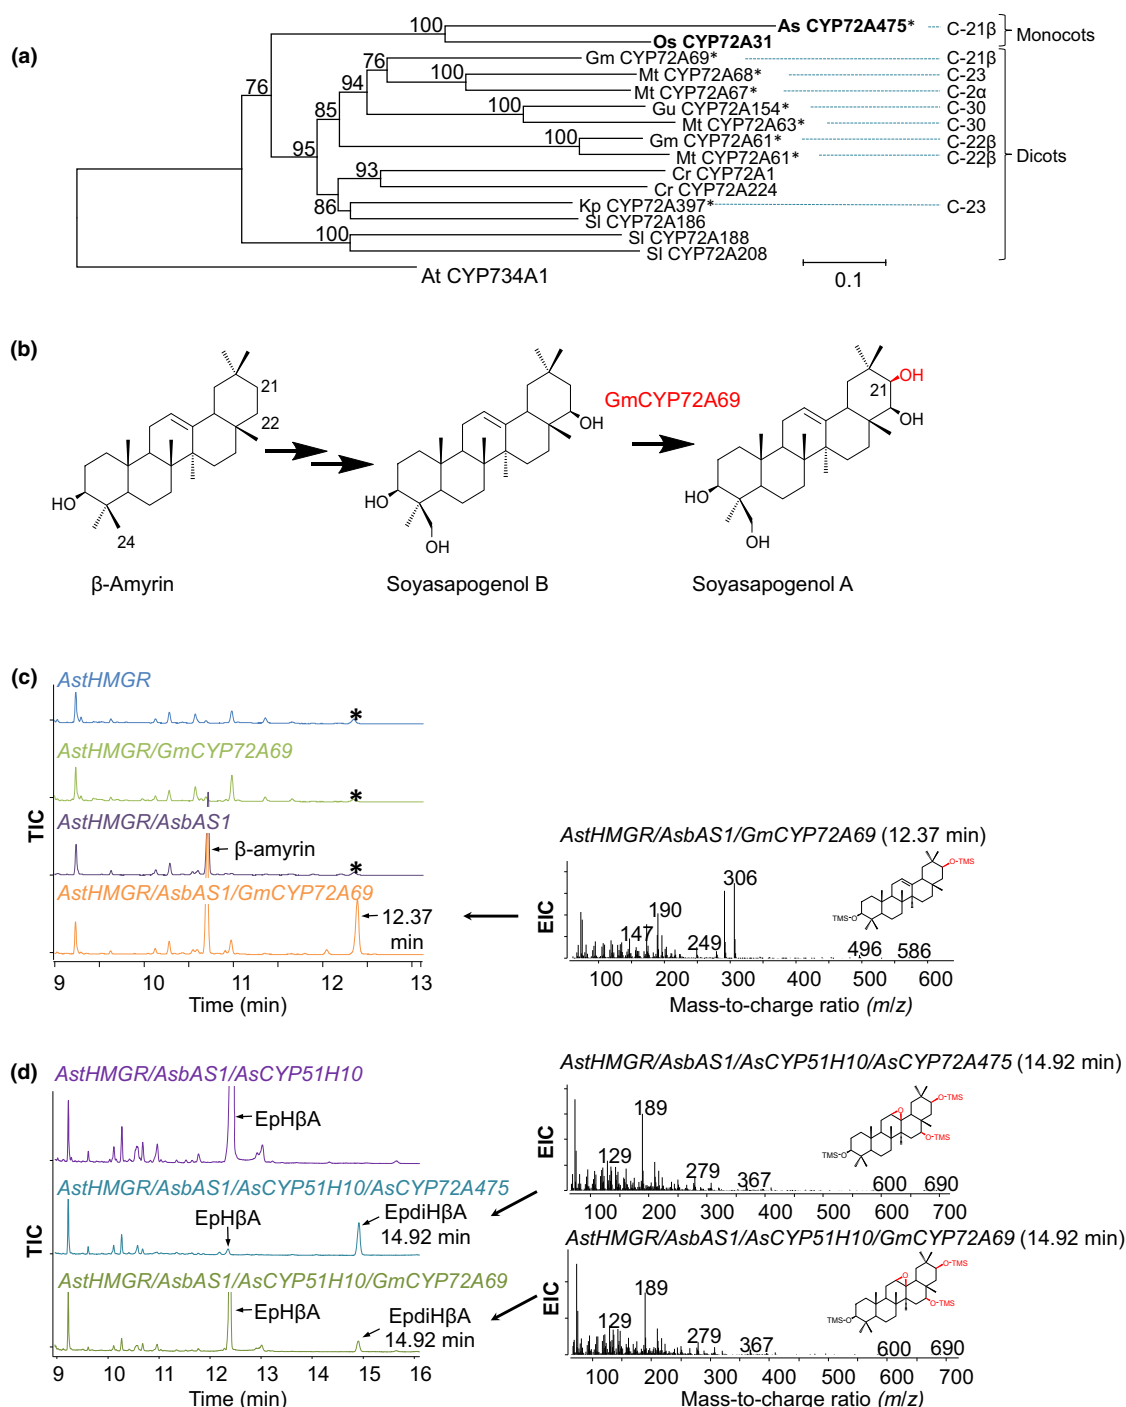 (a)
100
As CYP72A475*
C-21β
Monocots
Os CYP72A31
76
Gm CYP72A69*
C-21β
100
Mt CYP72A68*
C-23
76
94
Mt CYP72A67*
C-2α
85
Gu CYP72A154*
C-30
Mt CYP72A63*
C-30
100
Gm CYP72A61*
C-22β
95
Mt CYP72A61*
C-22β
Dicots
93
Cr CYP72A1
Cr CYP72A224
86
Kp CYP72A397*
C-23
Sl CYP72A186
100
Sl CYP72A188
Sl CYP72A208
At CYP734A1
0.1
(b)
21
22
HO
24
β-Amyrin
OH
HO
OH
Soyasapogenol B
GmCYP72A69
21
OH
OH
HO
OH
Soyasapogenol A
(c)
AstHMGR
*
AstHMGR/GmCYP72A69
*
AstHMGR/AsbAS1
β-amyrin
*
AstHMGR/AsbAS1/GmCYP72A69
12.37
min
TIC
9 10 11 12 13
Time (min)
AstHMGR/AsbAS1/GmCYP72A69 (12.37 min)
EIC
306
190
147
249
496
586
O-TMS
TMS-O
100 200 300 400 500 600
Mass-to-charge ratio (m/z)
(d)
AstHMGR/AsbAS1/AsCYP51H10
EpHβA
AstHMGR/AsbAS1/AsCYP51H10/AsCYP72A475
EpHβA
EpdiHβA
14.92 min
AstHMGR/AsbAS1/AsCYP51H10/GmCYP72A69
EpHβA
EpdiHβA
14.92 min
TIC
9 10 11 12 13 14 15 16
Time (min)
AstHMGR/AsbAS1/AsCYP51H10/AsCYP72A475 (14.92 min)
EIC
189
129
279
367
600
690
O
O-TMS
O-TMS
TMS-O
100 200 300 400 500 600 700
AstHMGR/AsbAS1/AsCYP51H10/GmCYP72A69 (14.92 min)
EIC
189
129
279
367
600
690
O
O-TMS
O-TMS
TMS-O
100 200 300 400 500 600 700
Mass-to-charge ratio (m/z)